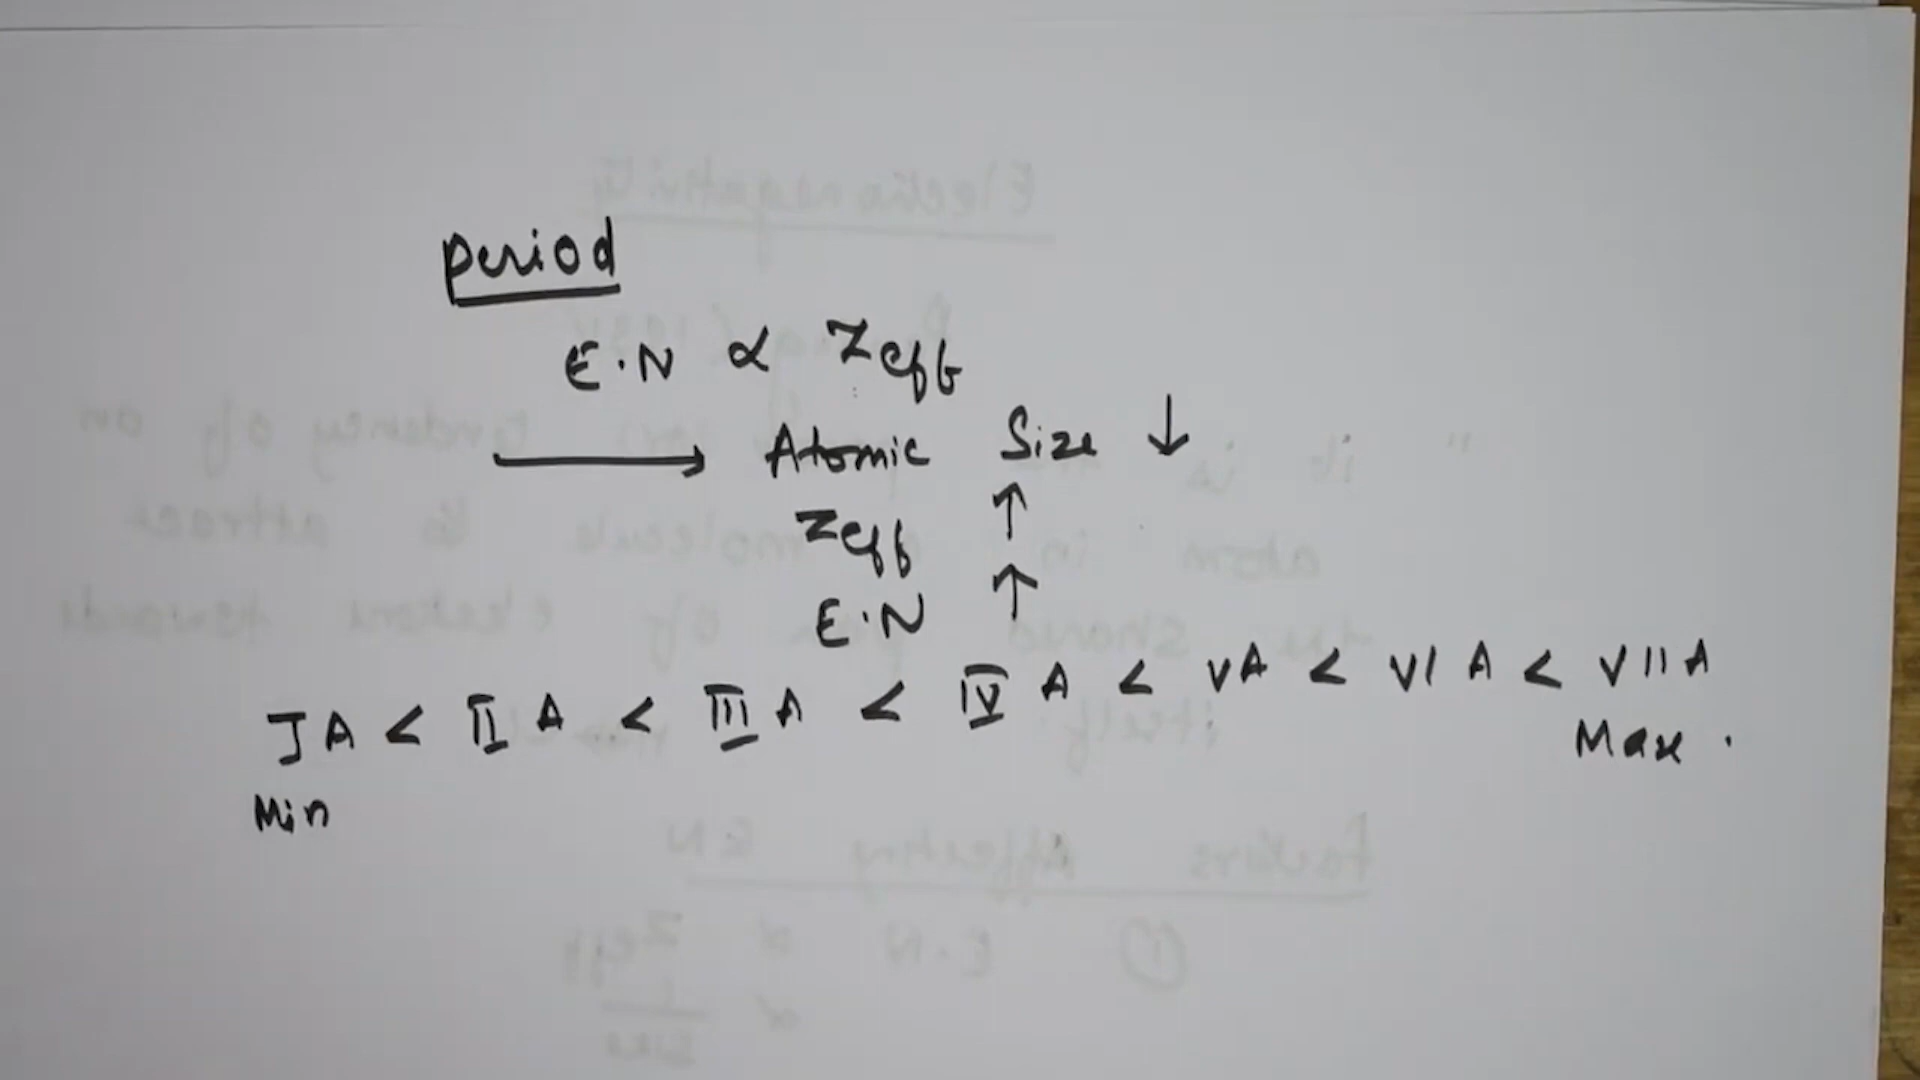 Period
E.N ∝ Zeff
⟶ Atomic Size ↓
Zeff ↑
E.N ↑
IA < II A < III A < IV A < VA < VI A < VII A
Min Max.